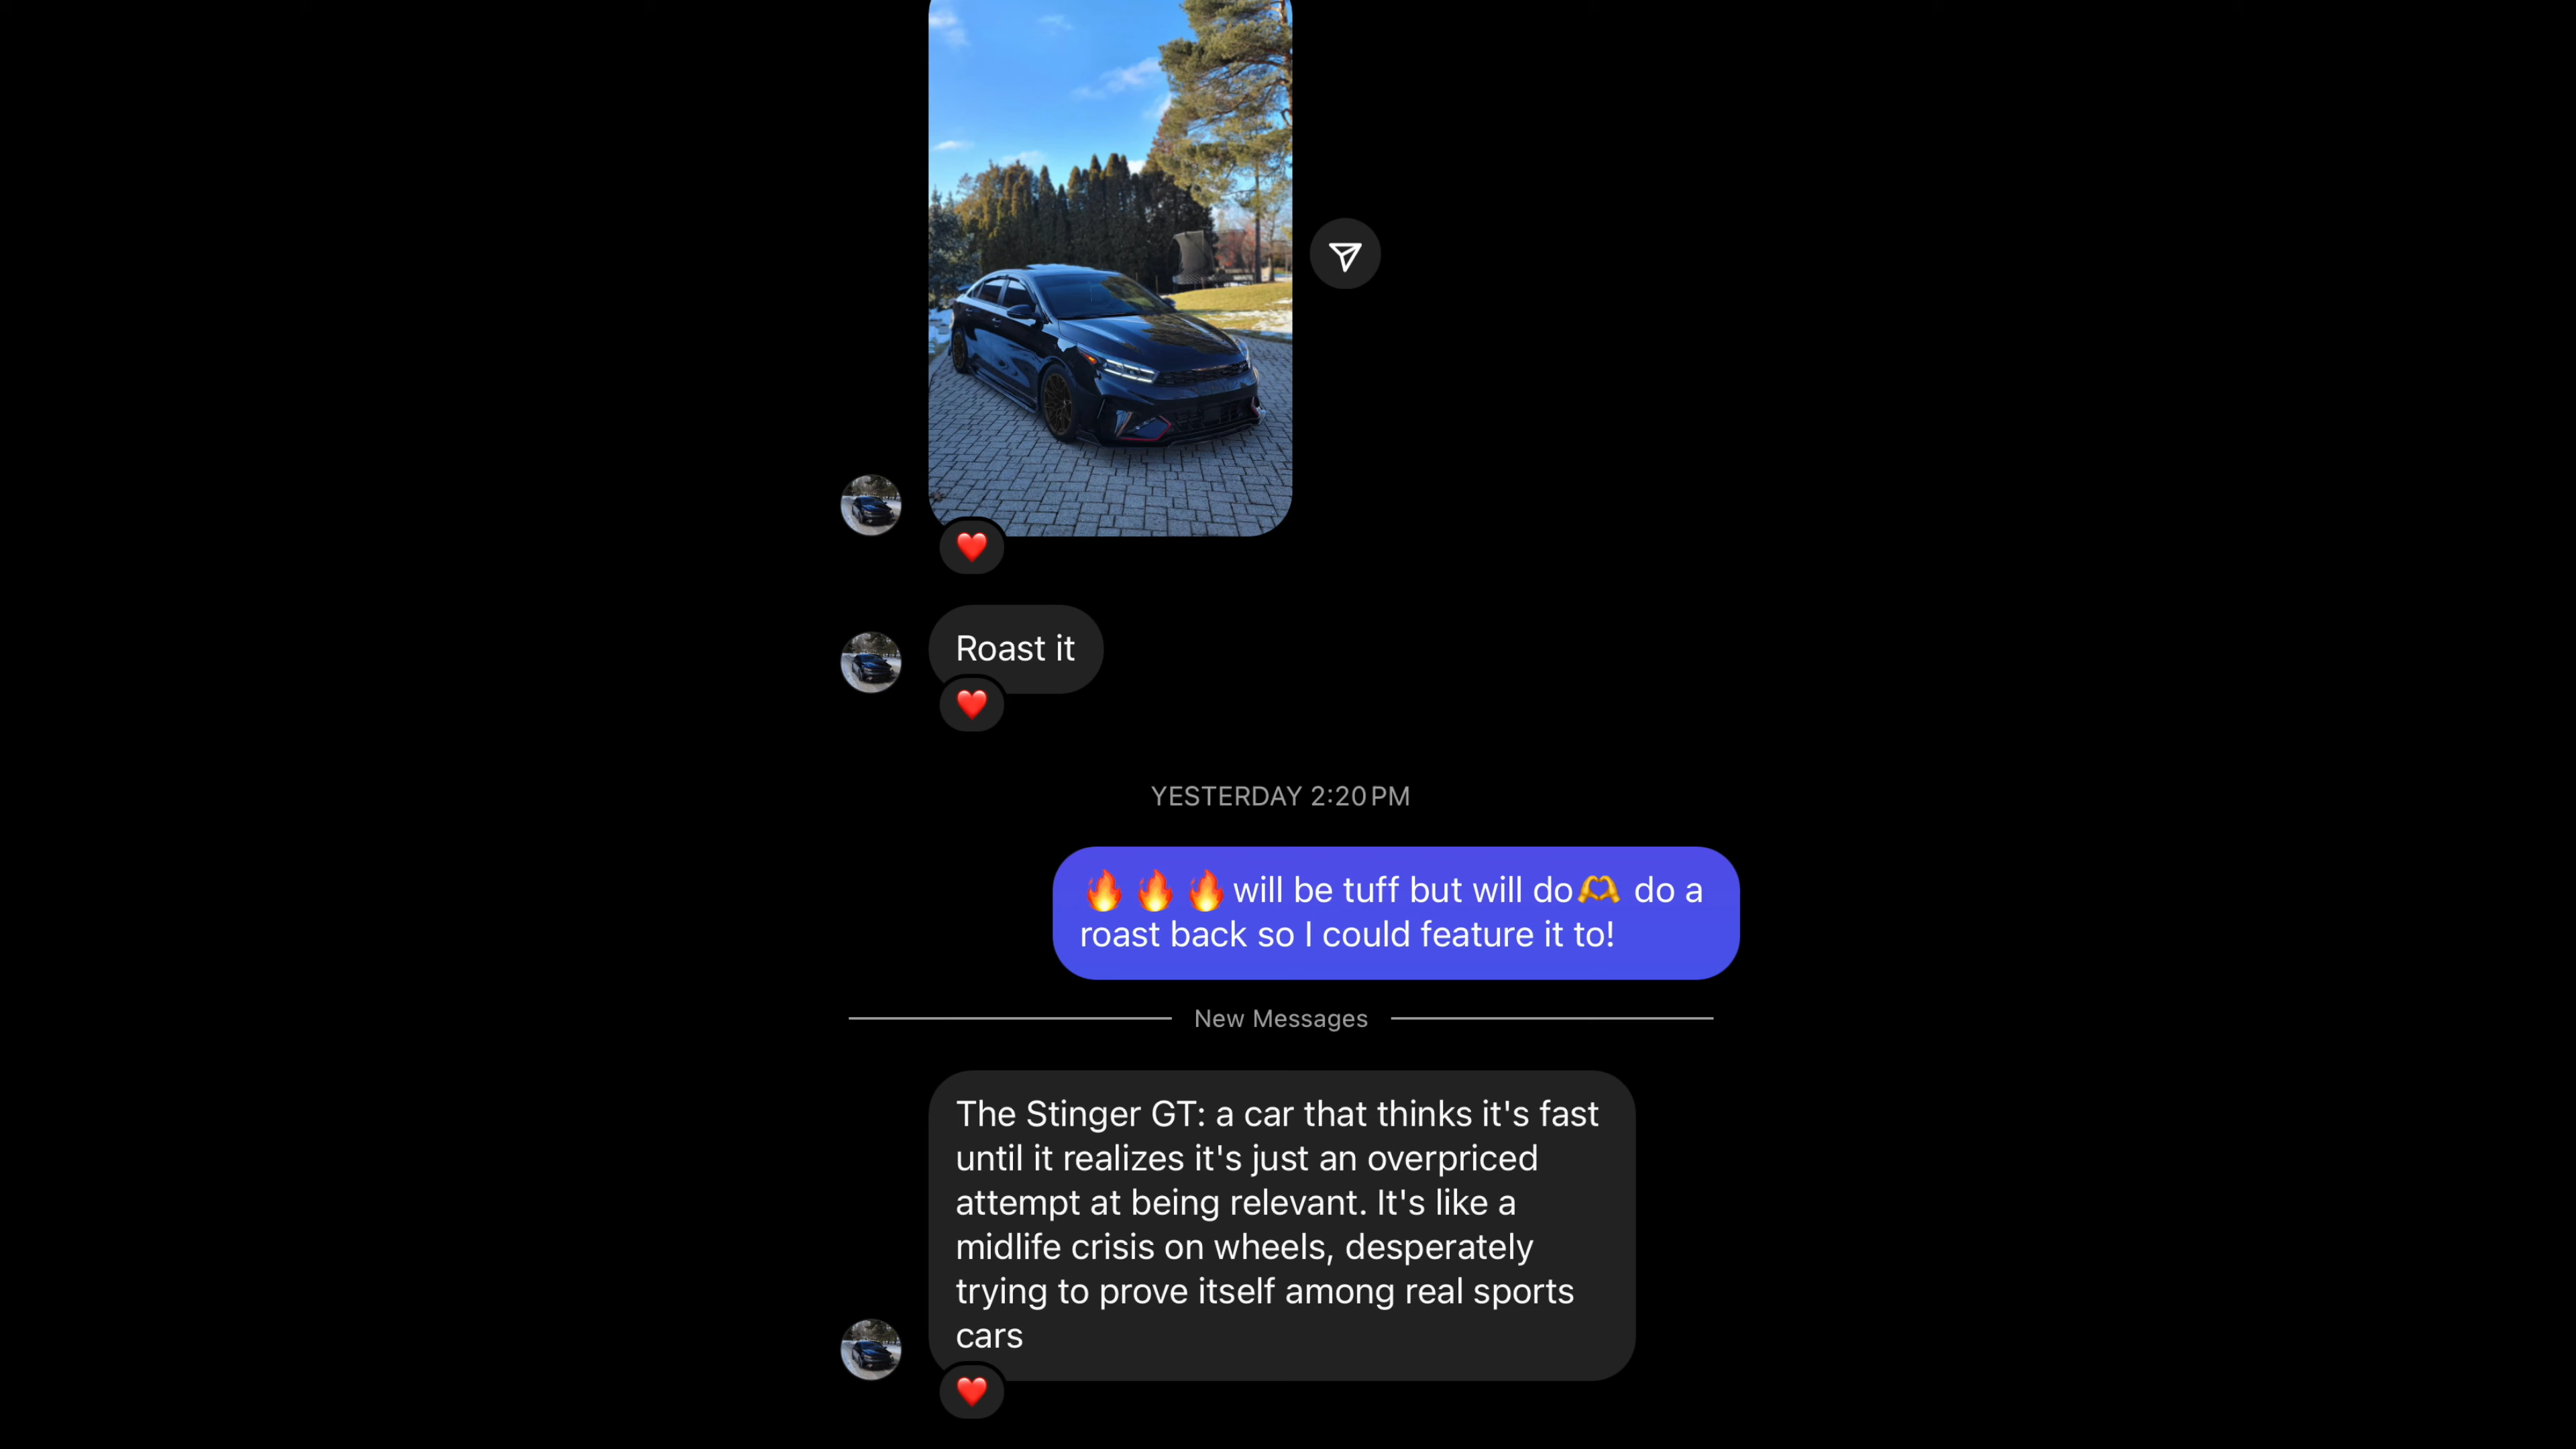 Roast it
YESTERDAY 2:20 PM
🔥🔥🔥will be tuff but will do🫶 do a
roast back so I could feature it to!
New Messages
The Stinger GT: a car that thinks it's fast
until it realizes it's just an overpriced
attempt at being relevant. It's like a
midlife crisis on wheels, desperately
trying to prove itself among real sports
cars